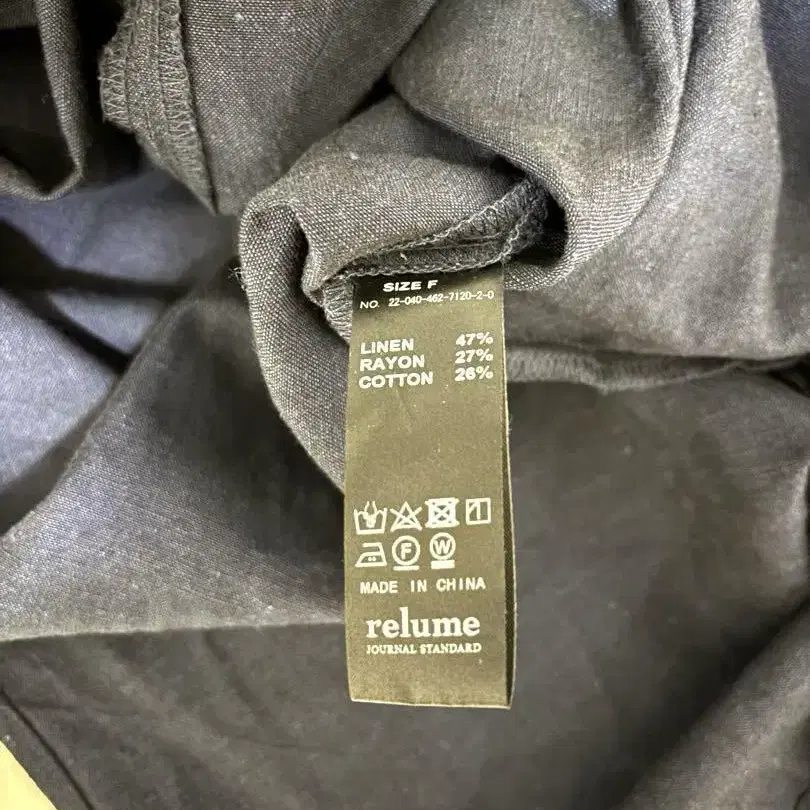 SIZE F
NO. 22-040-462-7120-2-0
LINEN 47%
RAYON 27%
COTTON 26%
F W
MADE IN CHINA
relume
JOURNAL STANDARD